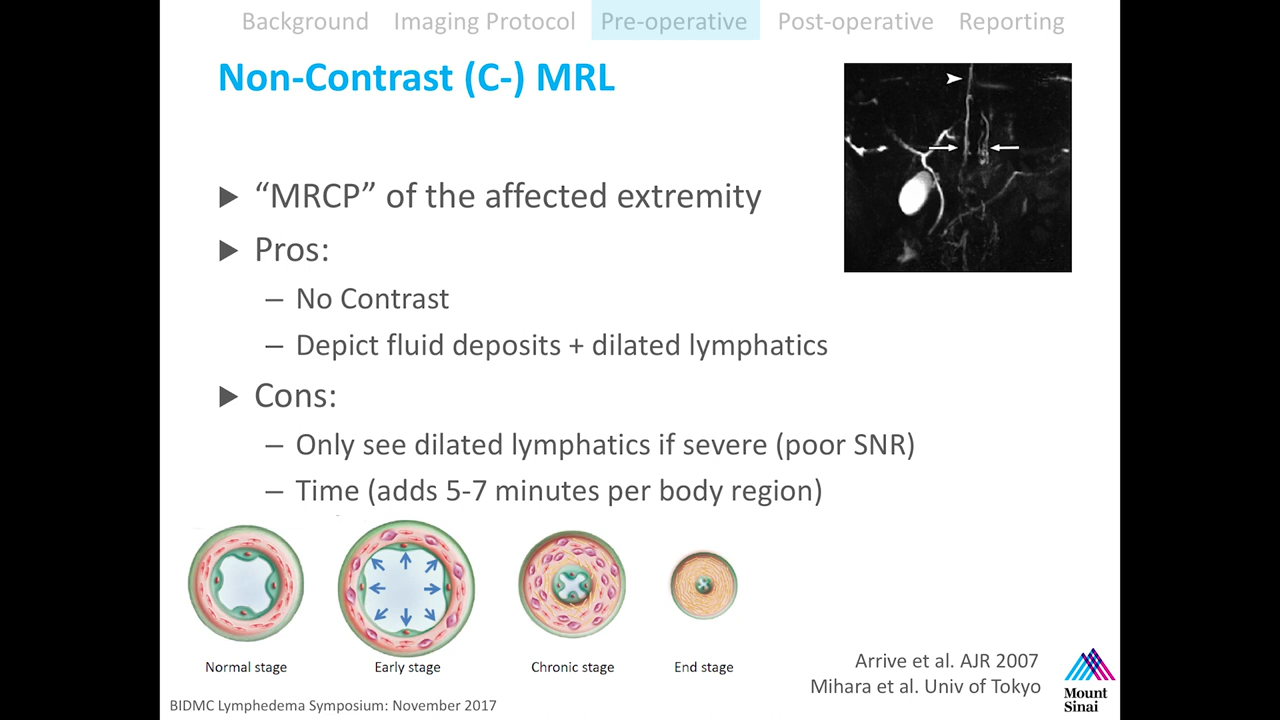 Background Imaging Protocol Pre-operative Post-operative Reporting
Non-Contrast (C-) MRL
“MRCP” of the affected extremity
Pros:
– No Contrast
– Depict fluid deposits + dilated lymphatics
Cons:
– Only see dilated lymphatics if severe (poor SNR)
– Time (adds 5-7 minutes per body region)
Normal stage Early stage Chronic stage End stage
Arrive et al. AJR 2007
Mihara et al. Univ of Tokyo
BIDMC Lymphedema Symposium: November 2017
Mount
Sinai